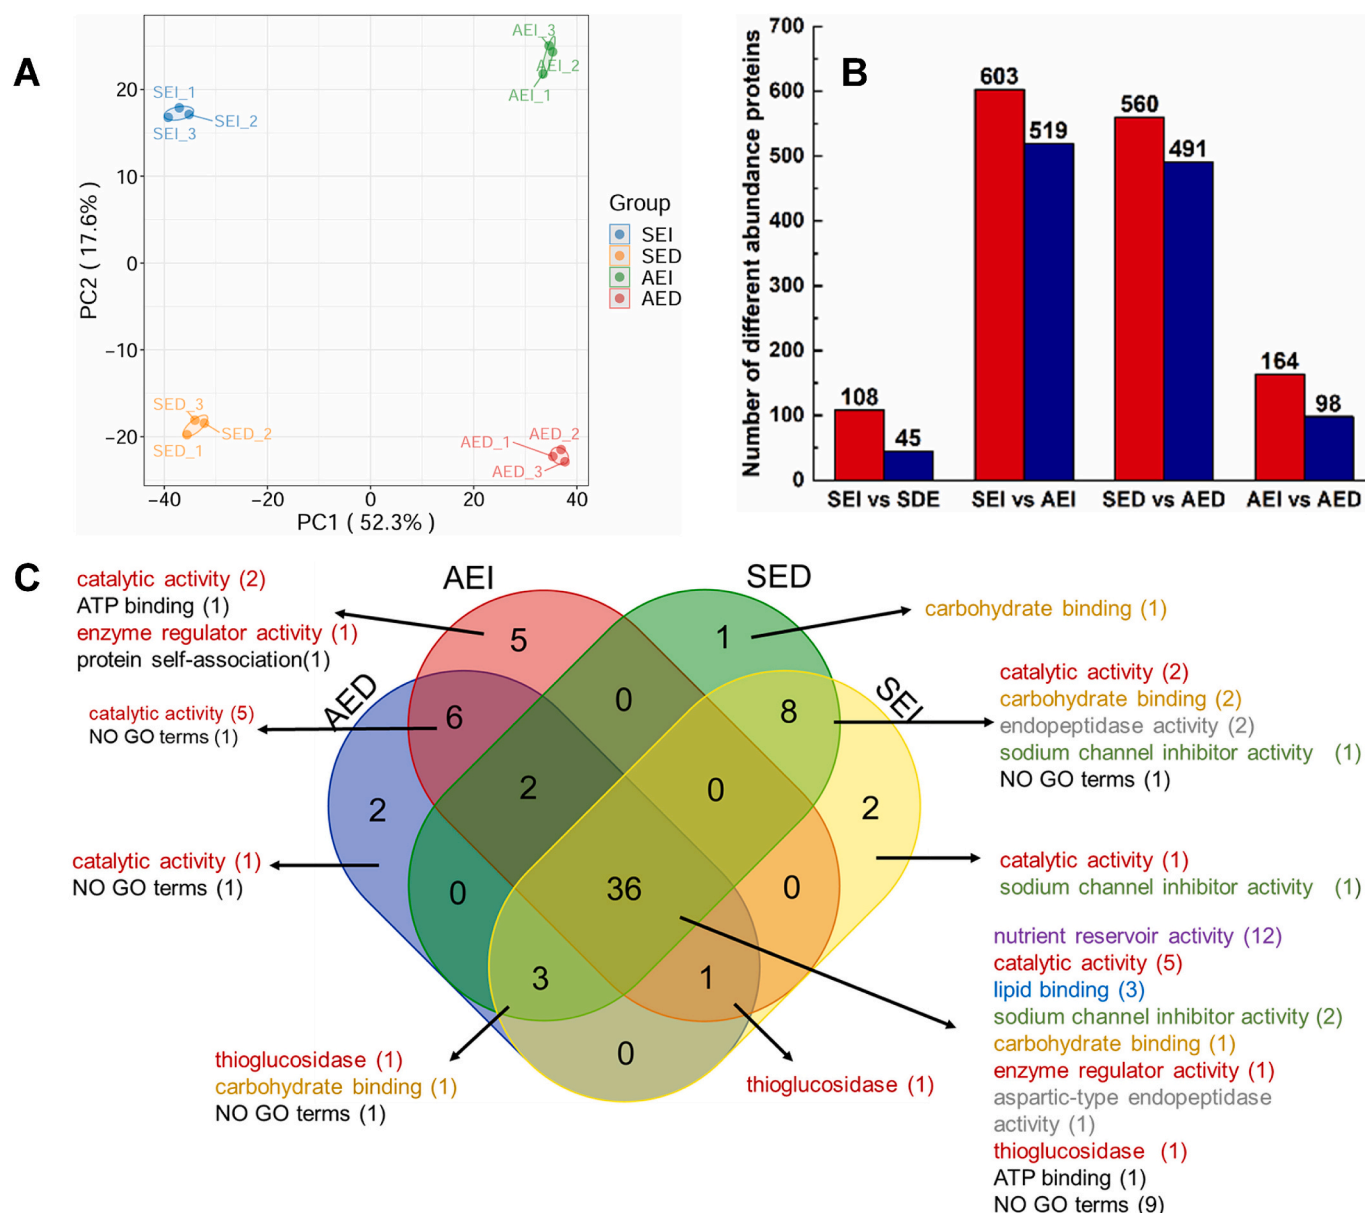 A
AEI_3
AEI_2
AEI_1
SEI_1
SEI_2
SEI_3
SED_3
SED_2
SED_1
AED_2
AED_1
AED_3
20
10
0
−10
−20
−40
−20
0
20
40
PC1 ( 52.3% )
PC2 ( 17.6% )
Group
SEI
SED
AEI
AED
B
Number of different abundance proteins
700
600
500
400
300
200
100
0
108
45
603
519
560
491
164
98
SEI vs SDE
SEI vs AEI
SED vs AED
AEI vs AED
C
catalytic activity (2)
ATP binding (1)
enzyme regulator activity (1)
protein self-association(1)
catalytic activity (5)
NO GO terms (1)
catalytic activity (1)
NO GO terms (1)
thioglucosidase (1)
carbohydrate binding (1)
NO GO terms (1)
AEI
SED
AED
SEI
5
1
0
6
8
2
0
2
2
0
36
0
3
1
0
thioglucosidase (1)
carbohydrate binding (1)
catalytic activity (2)
carbohydrate binding (2)
endopeptidase activity (2)
sodium channel inhibitor activity (1)
NO GO terms (1)
catalytic activity (1)
sodium channel inhibitor activity (1)
nutrient reservoir activity (12)
catalytic activity (5)
lipid binding (3)
sodium channel inhibitor activity (2)
carbohydrate binding (1)
enzyme regulator activity (1)
aspartic-type endopeptidase
activity (1)
thioglucosidase (1)
ATP binding (1)
NO GO terms (9)